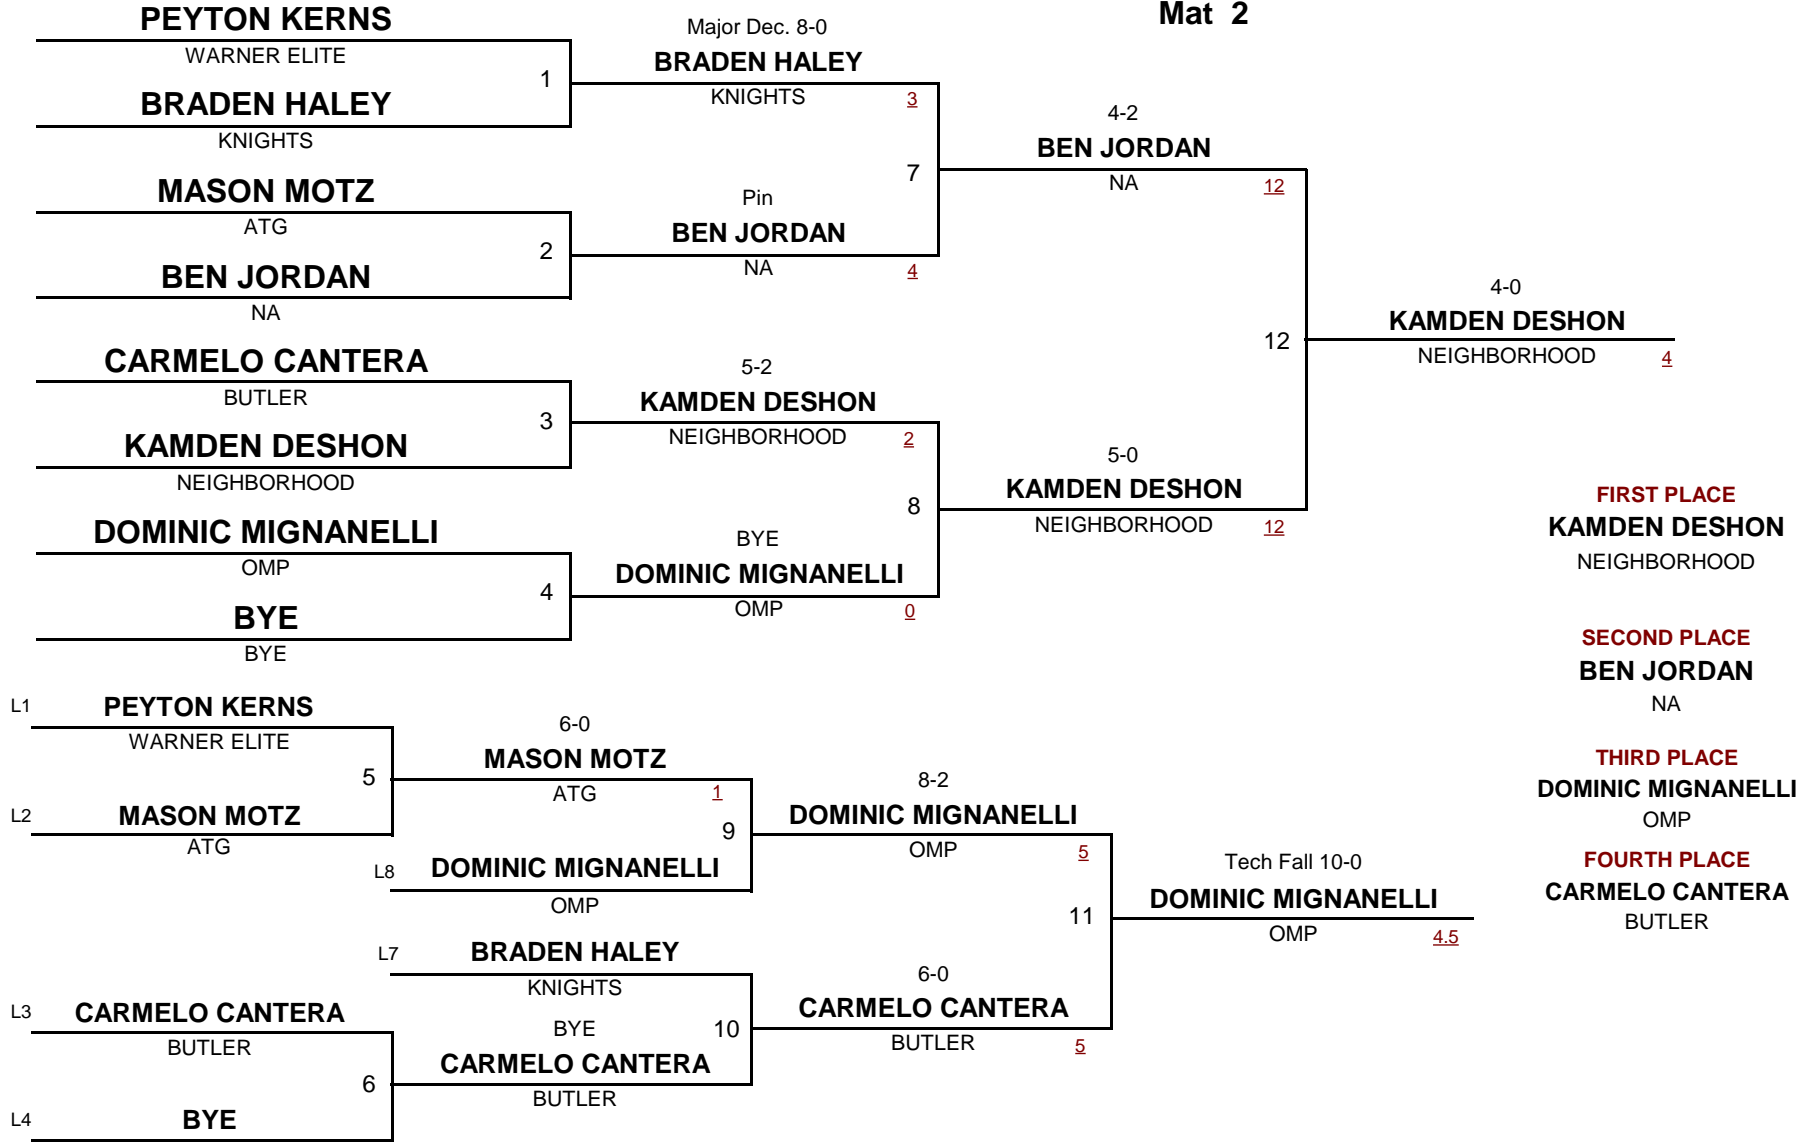 Mat 2
PEYTON KERNS
WARNER ELITE
1
BRADEN HALEY
KNIGHTS
MASON MOTZ
ATG
2
BEN JORDAN
NA
CARMELO CANTERA
BUTLER
3
KAMDEN DESHON
NEIGHBORHOOD
DOMINIC MIGNANELLI
OMP
4
BYE
BYE
Major Dec. 8-0
BRADEN HALEY
KNIGHTS 3
7
Pin
BEN JORDAN
NA 4
5-2
KAMDEN DESHON
NEIGHBORHOOD 2
8
BYE
DOMINIC MIGNANELLI
OMP 0
4-2
BEN JORDAN
NA 12
12
5-0
KAMDEN DESHON
NEIGHBORHOOD 12
4-0
KAMDEN DESHON
NEIGHBORHOOD 4
FIRST PLACE
KAMDEN DESHON
NEIGHBORHOOD
SECOND PLACE
BEN JORDAN
NA
THIRD PLACE
DOMINIC MIGNANELLI
OMP
FOURTH PLACE
CARMELO CANTERA
BUTLER
L1 PEYTON KERNS
WARNER ELITE
5
L2 MASON MOTZ
ATG
6-0
MASON MOTZ
ATG 1
9
L8 DOMINIC MIGNANELLI
OMP
L7 BRADEN HALEY
KNIGHTS
L3 CARMELO CANTERA
BUTLER
6
L4 BYE
BYE 10
CARMELO CANTERA
BUTLER
8-2
DOMINIC MIGNANELLI
OMP 5
11
6-0
CARMELO CANTERA
BUTLER 5
Tech Fall 10-0
DOMINIC MIGNANELLI
OMP 4.5